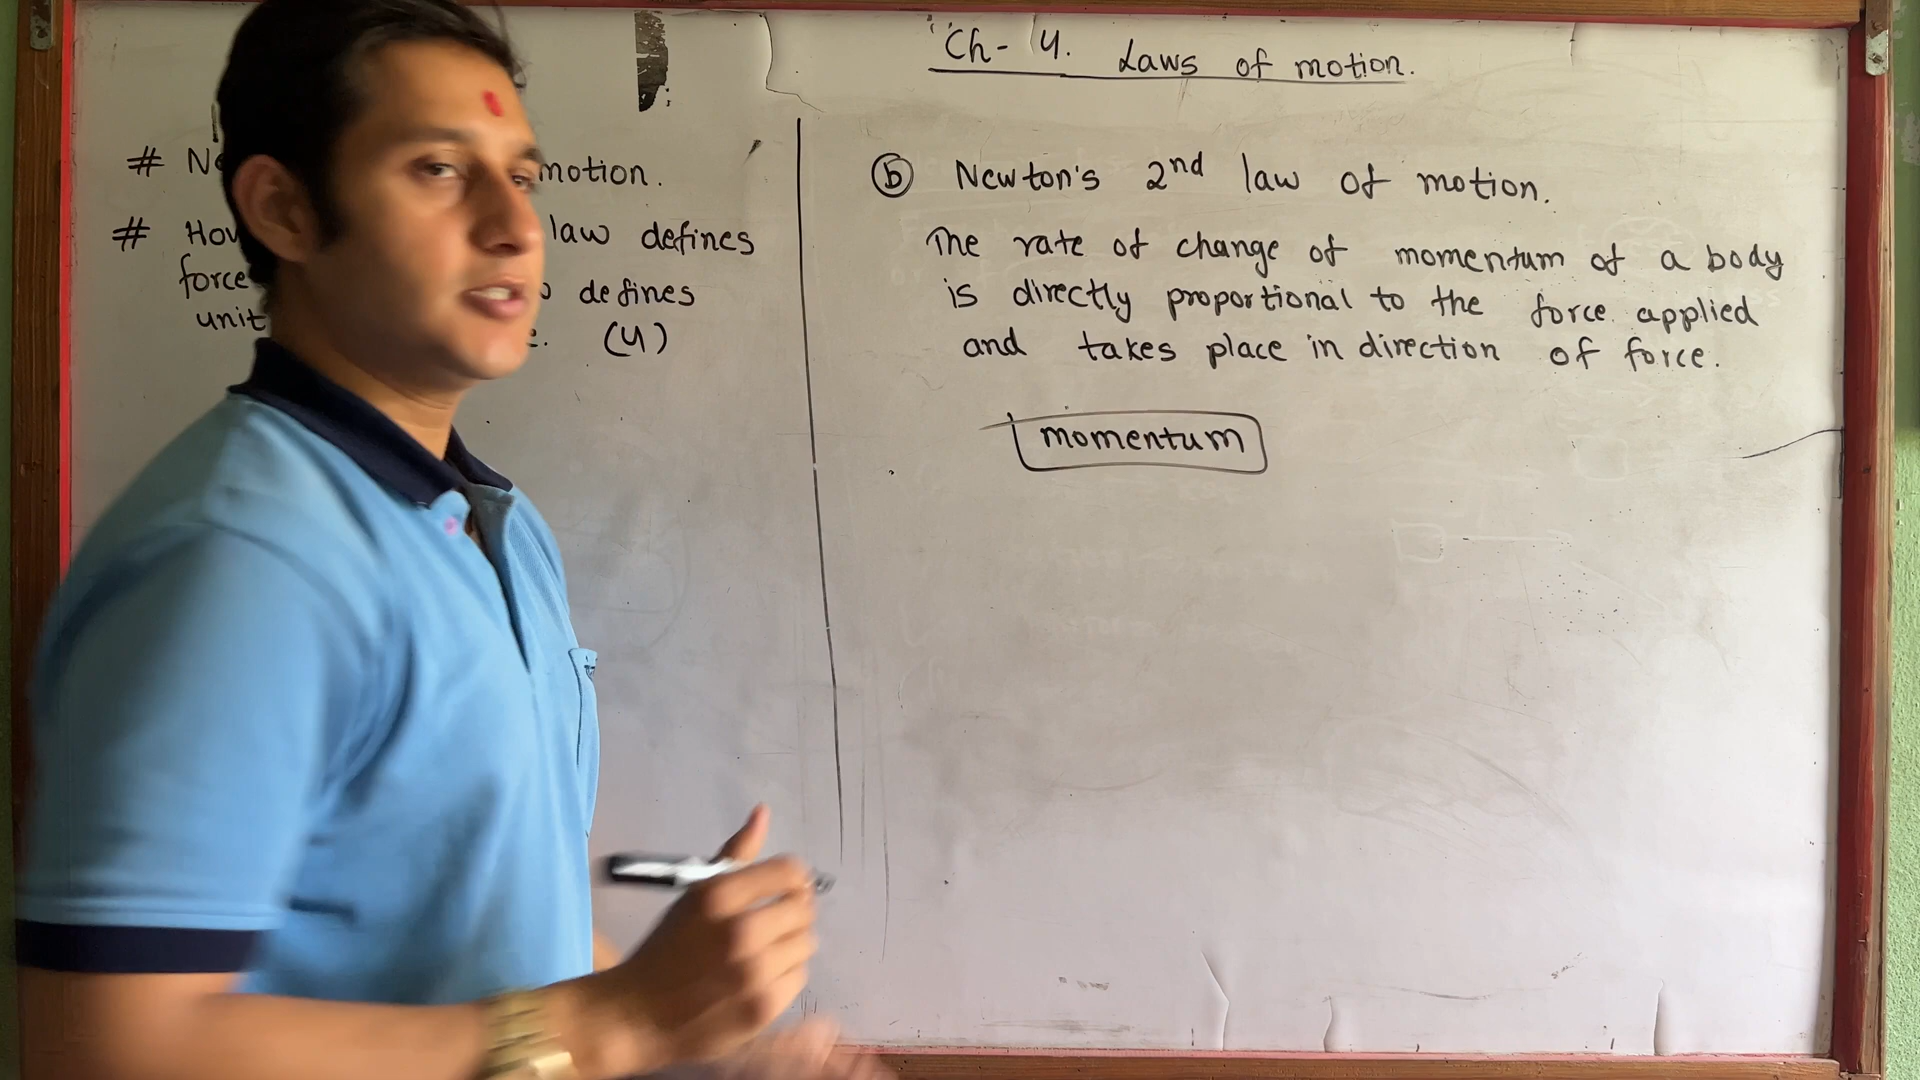 Ch- 4. Laws of motion.
# motion.
# law defines
force defines
unit (4)
b Newton's 2nd law of motion.
The rate of change of momentum of a body
is directly proportional to the force applied
and takes place in direction of force.
momentum